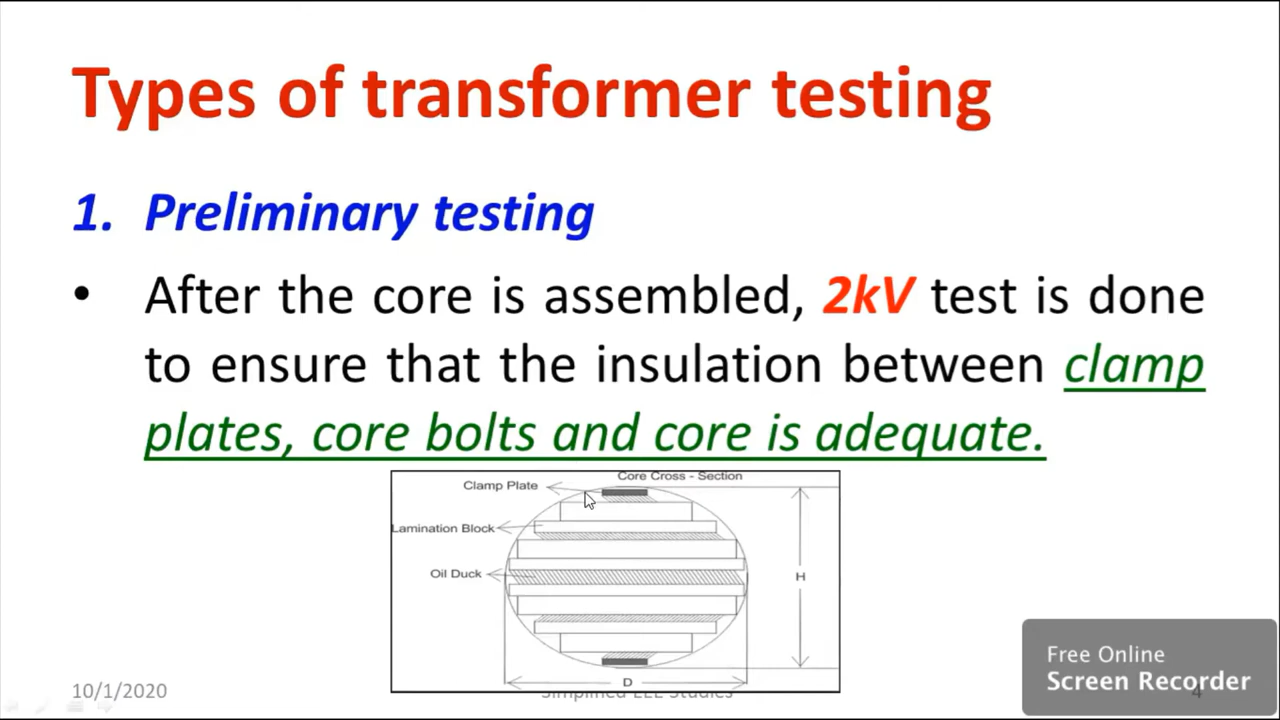 Types of transformer testing
1. Preliminary testing
• After the core is assembled, 2kV test is done
to ensure that the insulation between clamp
plates, core bolts and core is adequate.
Core Cross - Section
Clamp Plate
Lamination Block
Oil Duck
H
D
10/1/2020
Simplified EEE Studies
4
Free Online
Screen Recorder